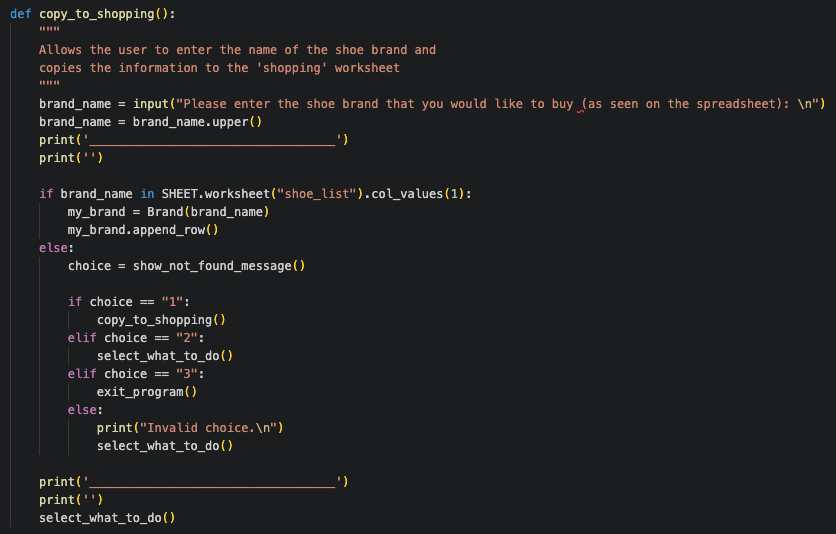 def copy_to_shopping():
    """
    Allows the user to enter the name of the shoe brand and
    copies the information to the 'shopping' worksheet
    """
    brand_name = input("Please enter the shoe brand that you would like to buy (as seen on the spreadsheet): \n")
    brand_name = brand_name.upper()
    print('__________________________________')
    print('')

    if brand_name in SHEET.worksheet("shoe_list").col_values(1):
        my_brand = Brand(brand_name)
        my_brand.append_row()
    else:
        choice = show_not_found_message()

        if choice == "1":
            copy_to_shopping()
        elif choice == "2":
            select_what_to_do()
        elif choice == "3":
            exit_program()
        else:
            print("Invalid choice.\n")
            select_what_to_do()

    print('__________________________________')
    print('')
    select_what_to_do()